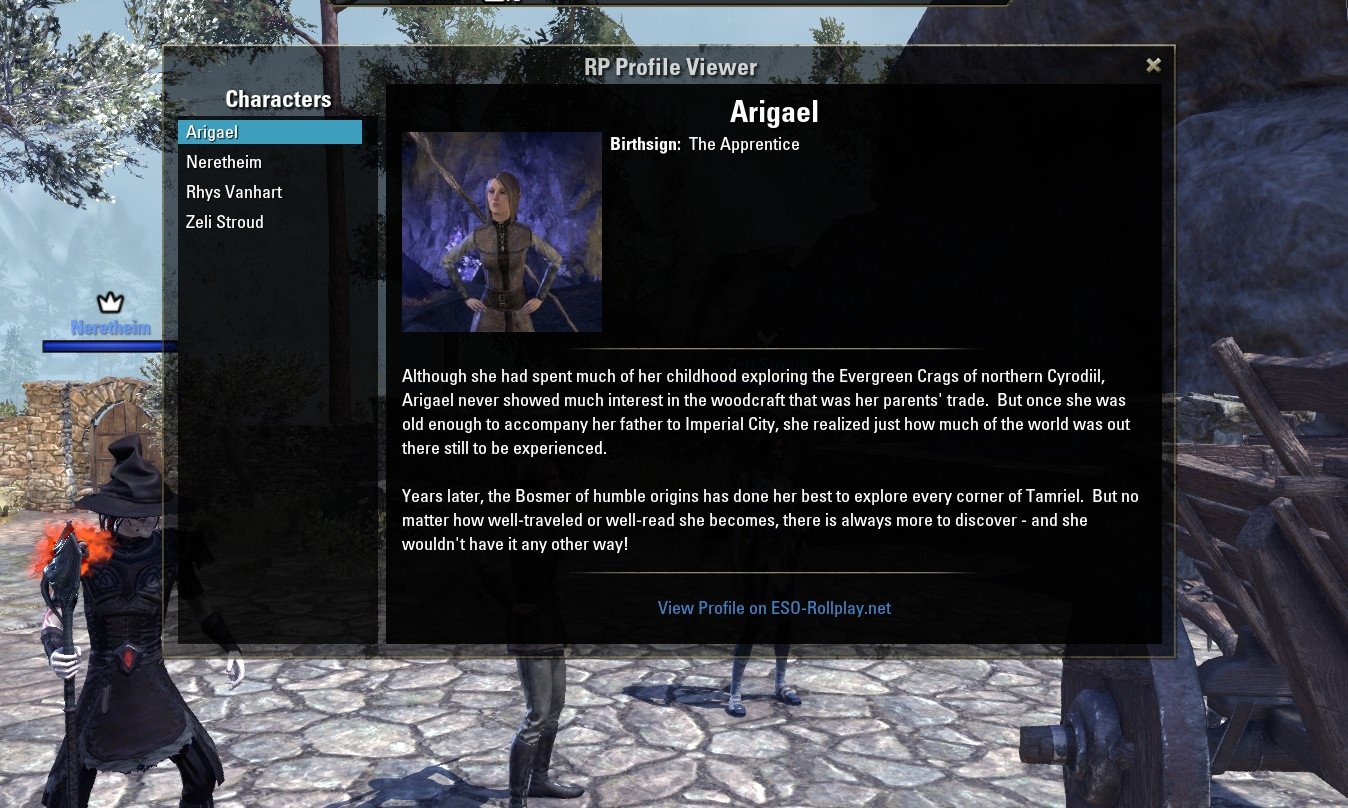 RP Profile Viewer
Characters
Arigael
Neretheim
Rhys Vanhart
Zeli Stroud
Arigael
Birthsign: The Apprentice
Although she had spent much of her childhood exploring the Evergreen Crags of northern Cyrodiil,
Arigael never showed much interest in the woodcraft that was her parents' trade. But once she was
old enough to accompany her father to Imperial City, she realized just how much of the world was out
there still to be experienced.
Years later, the Bosmer of humble origins has done her best to explore every corner of Tamriel. But no
matter how well-traveled or well-read she becomes, there is always more to discover - and she
wouldn't have it any other way!
View Profile on ESO-Rollplay.net
Neretheim